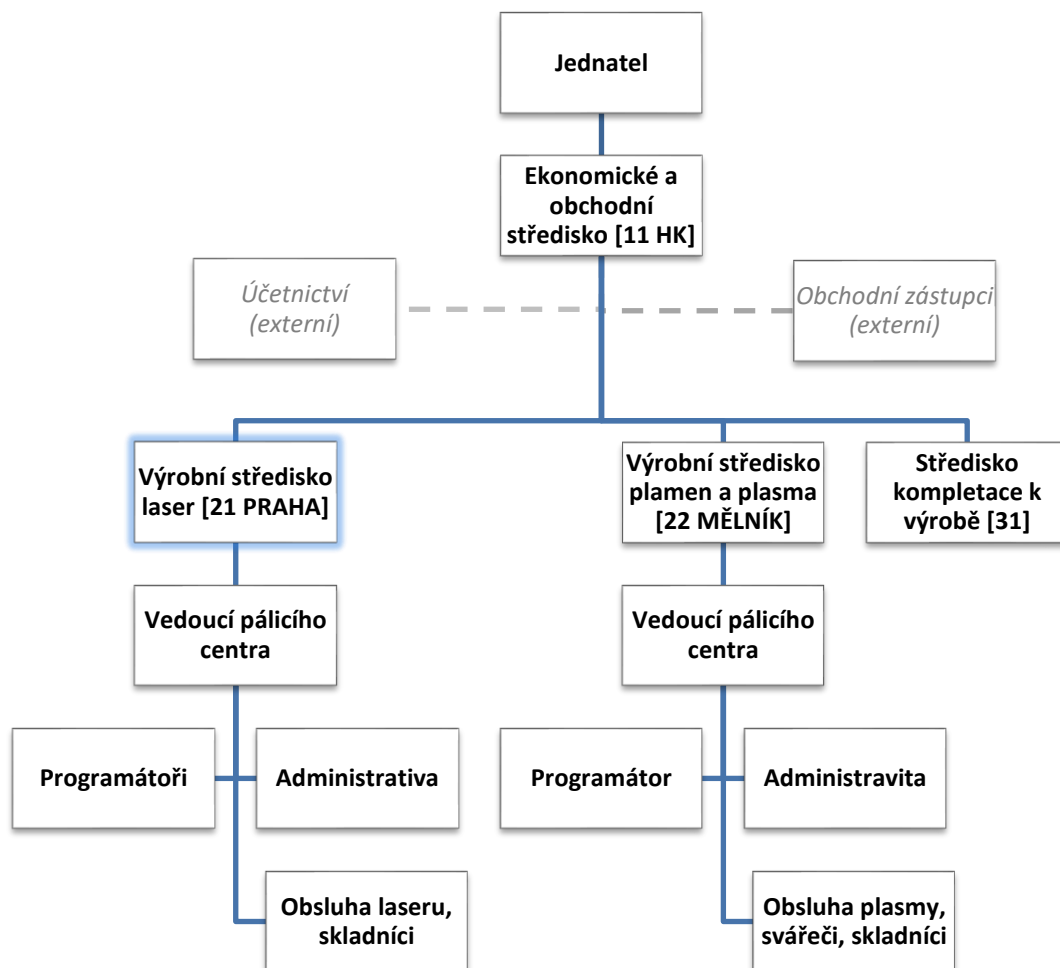 Jednatel
Ekonomické a
obchodní
středisko [11 HK]
Účetnictví
(externí)
Obchodní zástupci
(externí)
Výrobní středisko
laser [21 PRAHA]
Výrobní středisko
plamen a plasma
[22 MĚLNÍK]
Středisko
kompletace k
výrobě [31]
Vedoucí pálicího
centra
Vedoucí pálicího
centra
Programátoři
Administrativa
Programátor
Administravita
Obsluha laseru,
skladníci
Obsluha plasmy,
svářeči, skladníci